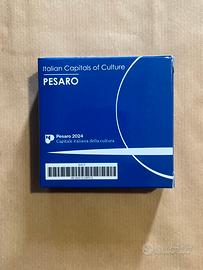 Italian Capitals of Culture
PESARO
Pesaro 2024
Capitale italiana della cultura